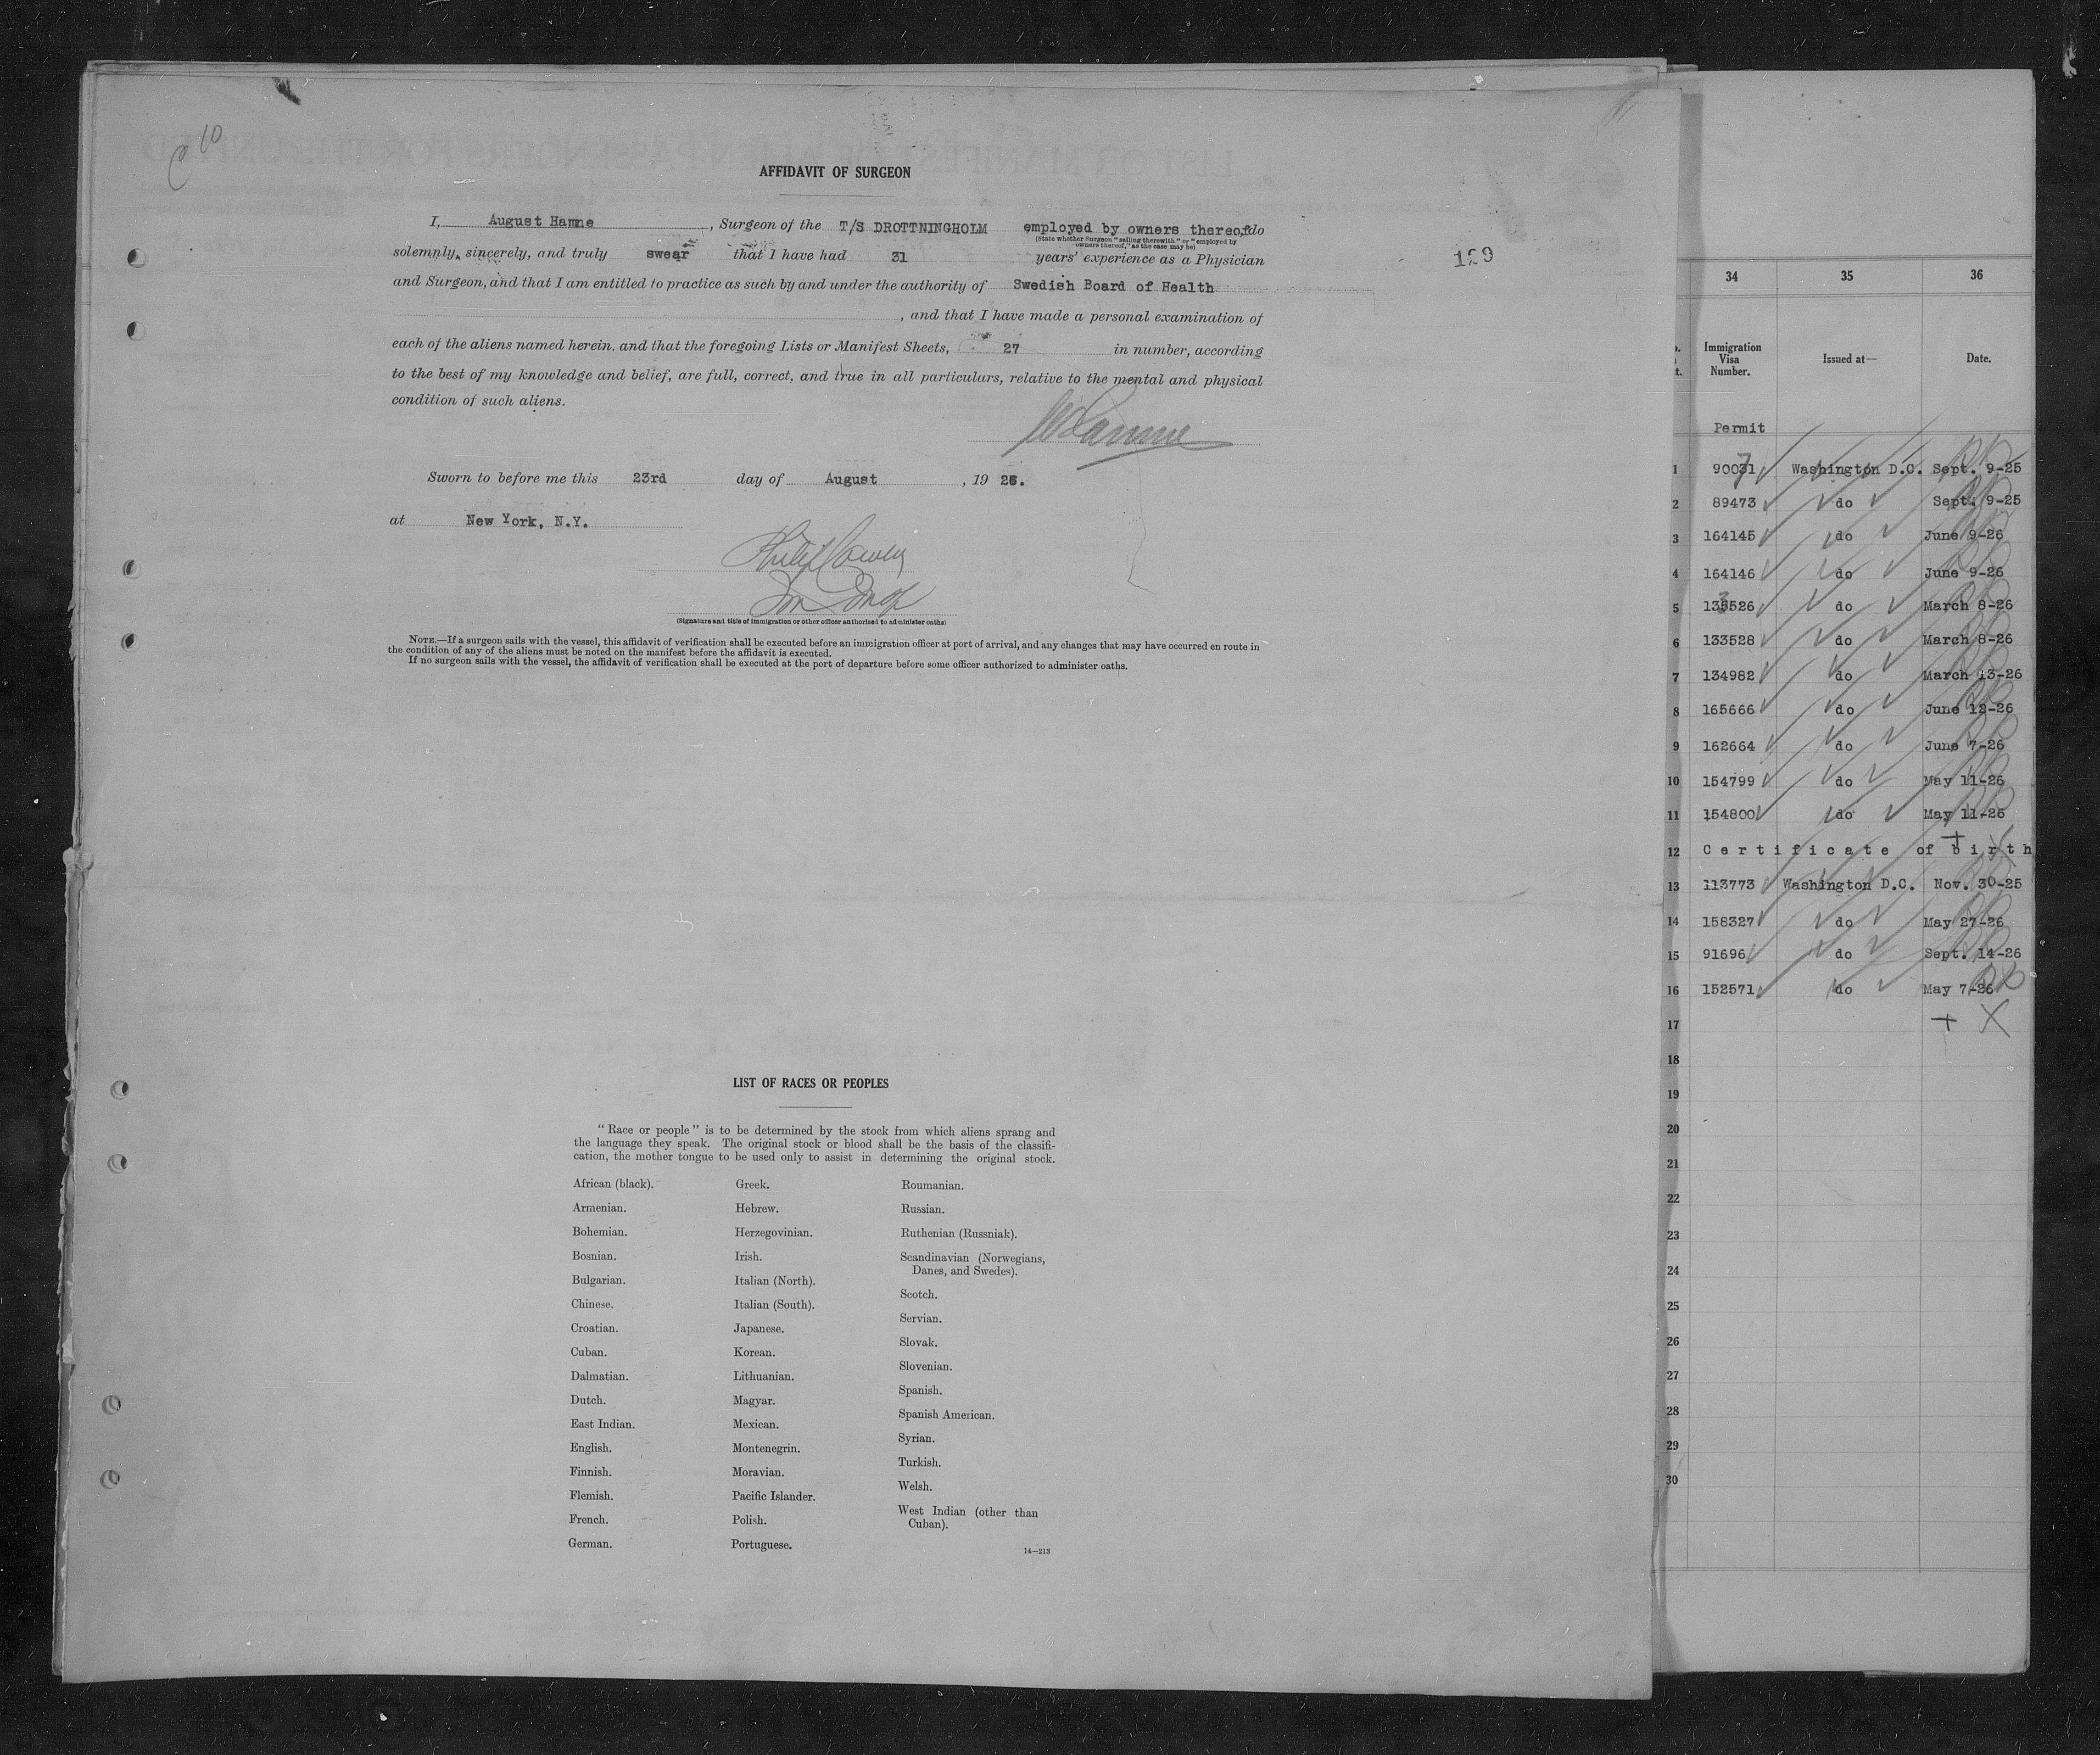 C 10
AFFIDAVIT OF SURGEON
I, August Hamne, Surgeon of the T/S DROTTNINGHOLM employed by owners thereof, do
(State whether Surgeon "sailing therewith" or "employed by
owners thereof," as the case may be)
solemnly, sincerely, and truly swear that I have had 31 years' experience as a Physician
and Surgeon, and that I am entitled to practice as such by and under the authority of Swedish Board of Health
, and that I have made a personal examination of
each of the aliens named herein, and that the foregoing Lists or Manifest Sheets, 27 in number, according
to the best of my knowledge and belief, are full, correct, and true in all particulars, relative to the mental and physical
condition of such aliens.
Sworn to before me this 23rd day of August, 1926.
at New York, N.Y.
(Signature and title of immigration or other officer authorized to administer oaths)
NOTE.—If a surgeon sails with the vessel, this affidavit of verification shall be executed before an immigration officer at port of arrival, and any changes that may have occurred en route in
the condition of any of the aliens must be noted on the manifest before the affidavit is executed.
If no surgeon sails with the vessel, the affidavit of verification shall be executed at the port of departure before some officer authorized to administer oaths.
129
LIST OF RACES OR PEOPLES
"Race or people" is to be determined by the stock from which aliens sprang and
the language they speak. The original stock or blood shall be the basis of the classifi-
cation, the mother tongue to be used only to assist in determining the original stock.
African (black).
Armenian.
Bohemian.
Bosnian.
Bulgarian.
Chinese.
Croatian.
Cuban.
Dalmatian.
Dutch.
East Indian.
English.
Finnish.
Flemish.
French.
German.
Greek.
Hebrew.
Herzegovinian.
Irish.
Italian (North).
Italian (South).
Japanese.
Korean.
Lithuanian.
Magyar.
Mexican.
Montenegrin.
Moravian.
Pacific Islander.
Polish.
Portuguese.
Roumanian.
Russian.
Ruthenian (Russniak).
Scandinavian (Norwegians,
Danes, and Swedes).
Scotch.
Servian.
Slovak.
Slovenian.
Spanish.
Spanish American.
Syrian.
Turkish.
Welsh.
West Indian (other than
Cuban).
14—213
34 35 36
Immigration
Visa
Number.
Issued at—
Date.
Permit
1 90031 Washington D.C. Sept. 9-25
2 89473 do Sept. 9-25
3 164145 do June 9-26
4 164146 do June 9-26
5 133526 do March 8-26
6 133528 do March 8-26
7 134982 do March 13-26
8 165666 do June 12-26
9 162664 do June 7-26
10 154799 do May 11-26
11 154800 do May 11-26
12 Certificate of birth
13 113773 Washington D.C. Nov. 30-25
14 158327 do May 27-26
15 91696 do Sept. 14-26
16 152571 do May 7-26
17
18
19
20
21
22
23
24
25
26
27
28
29
30